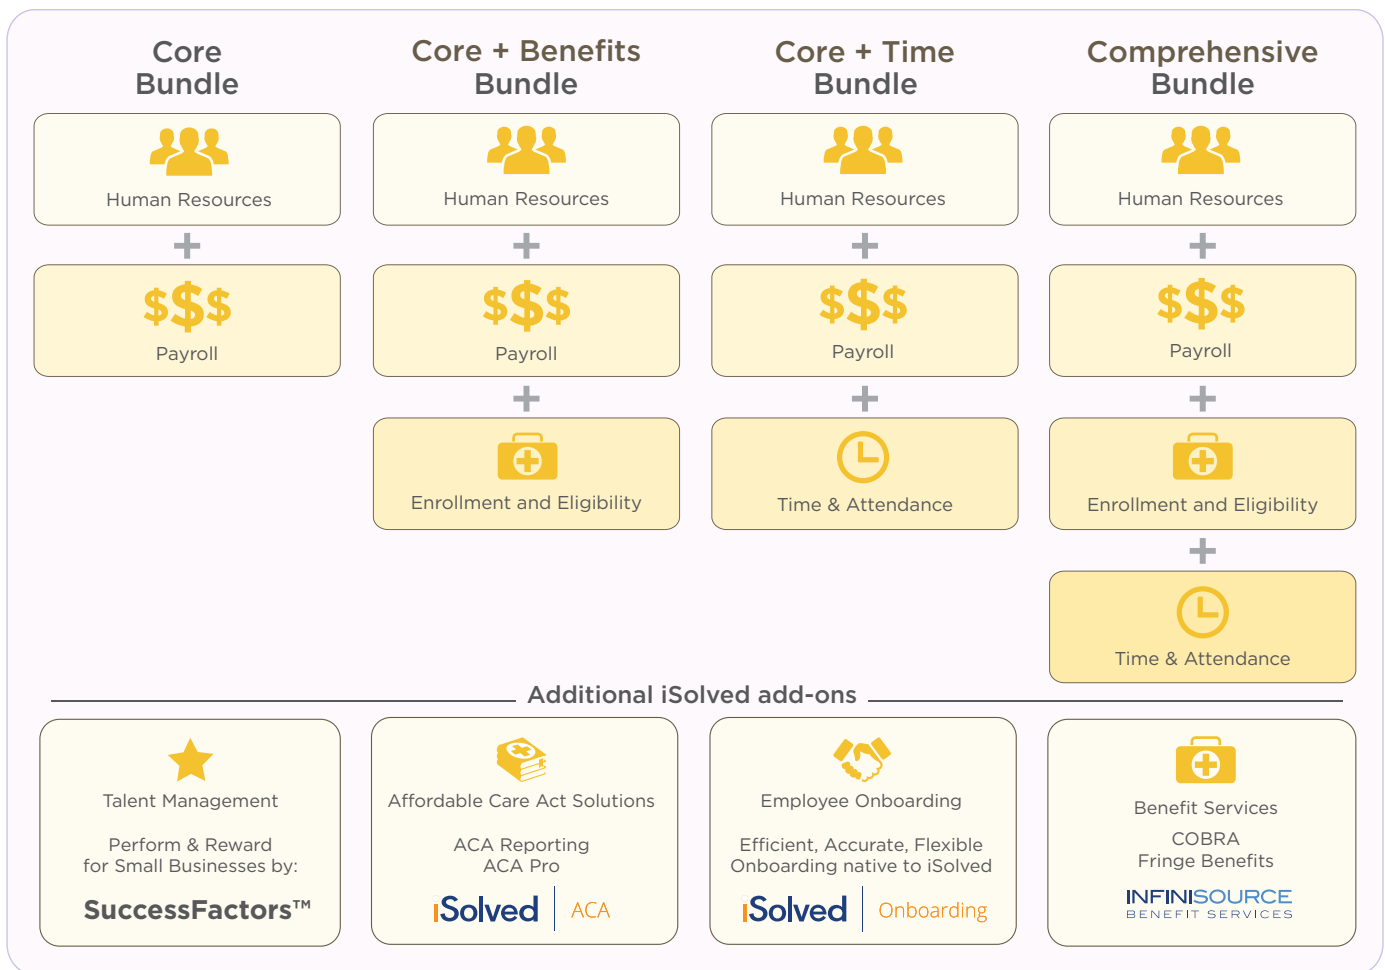 Core
Bundle
Human Resources
+
Payroll
Core + Benefits
Bundle
Human Resources
+
Payroll
+
Enrollment and Eligibility
Core + Time
Bundle
Human Resources
+
Payroll
+
Time & Attendance
Comprehensive
Bundle
Human Resources
+
Payroll
+
Enrollment and Eligibility
+
Time & Attendance
Additional iSolved add-ons
Talent Management
Perform & Reward
for Small Businesses by:
SuccessFactors™
Affordable Care Act Solutions
ACA Reporting
ACA Pro
iSolved | ACA
Employee Onboarding
Efficient, Accurate, Flexible
Onboarding native to iSolved
iSolved | Onboarding
Benefit Services
COBRA
Fringe Benefits
INFINISOURCE
BENEFIT SERVICES